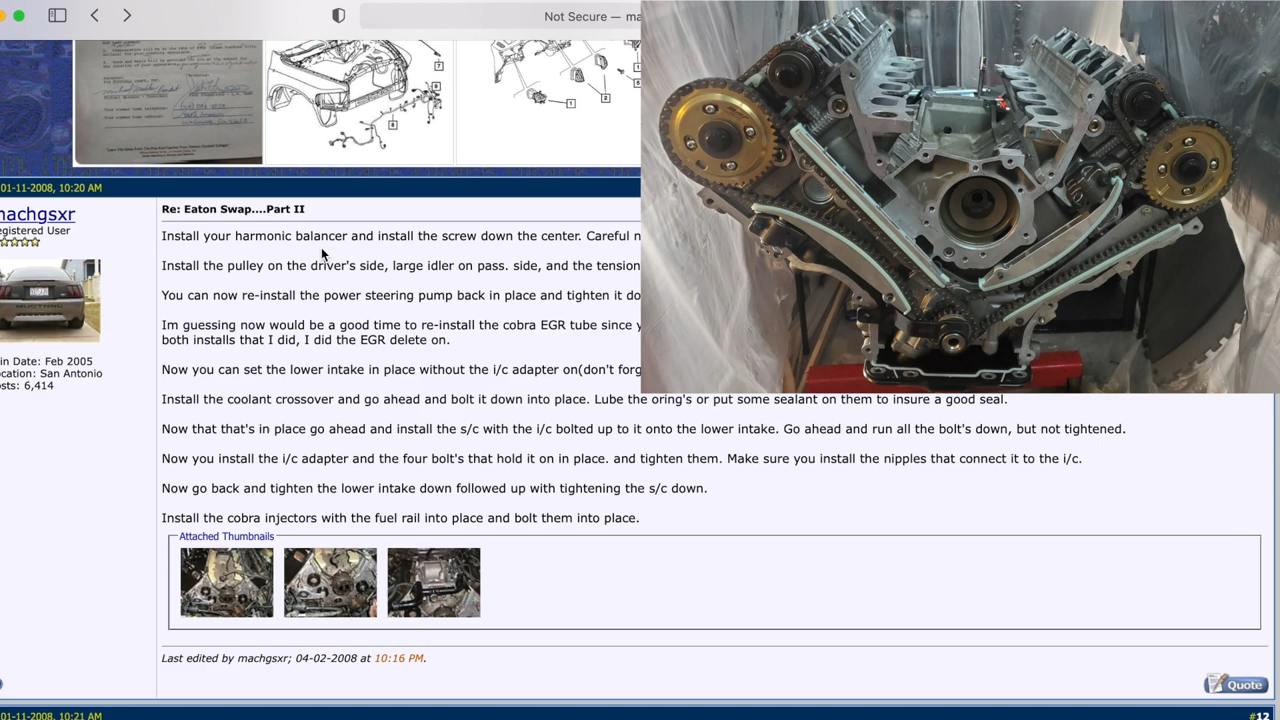 Not Secure — ma
7
8
8
1
2
1
01-11-2008, 10:20 AM
machgsxr
egistered User
in Date: Feb 2005
ocation: San Antonio
osts: 6,414
Re: Eaton Swap....Part II
Install your harmonic balancer and install the screw down the center. Careful n
Install the pulley on the driver's side, large idler on pass. side, and the tension
You can now re-install the power steering pump back in place and tighten it do
Im guessing now would be a good time to re-install the cobra EGR tube since y
both installs that I did, I did the EGR delete on.
Now you can set the lower intake in place without the i/c adapter on(don't forg
Install the coolant crossover and go ahead and bolt it down into place. Lube the oring's or put some sealant on them to insure a good seal.
Now that that's in place go ahead and install the s/c with the i/c bolted up to it onto the lower intake. Go ahead and run all the bolt's down, but not tightened.
Now you install the i/c adapter and the four bolt's that hold it on in place. and tighten them. Make sure you install the nipples that connect it to the i/c.
Now go back and tighten the lower intake down followed up with tightening the s/c down.
Install the cobra injectors with the fuel rail into place and bolt them into place.
Attached Thumbnails
Last edited by machgsxr; 04-02-2008 at 10:16 PM.
Quote
01-11-2008, 10:21 AM
#12